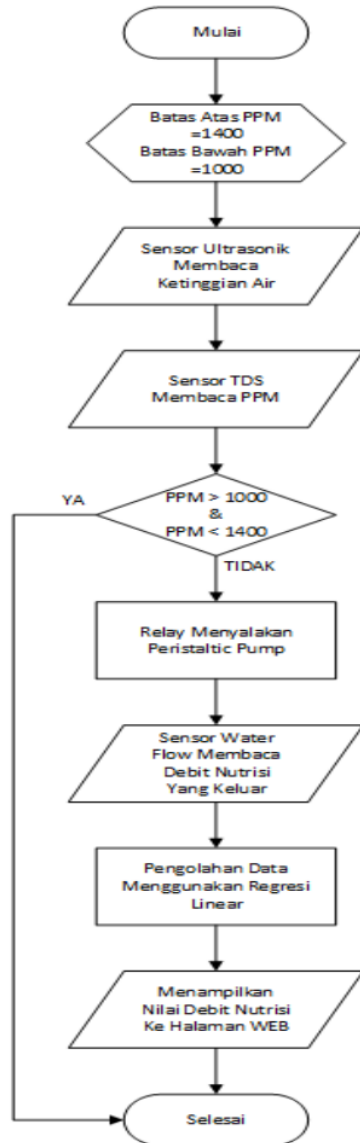 Mulai
Batas Atas PPM
=1400
Batas Bawah PPM
=1000
Sensor Ultrasonik
Membaca
Ketinggian Air
Sensor TDS
Membaca PPM
YA
PPM > 1000
&
PPM < 1400
TIDAK
Relay Menyalakan
Peristaltic Pump
Sensor Water
Flow Membaca
Debit Nutrisi
Yang Keluar
Pengolahan Data
Menggunakan Regresi
Linear
Menampilkan
Nilai Debit Nutrisi
Ke Halaman WEB
Selesai